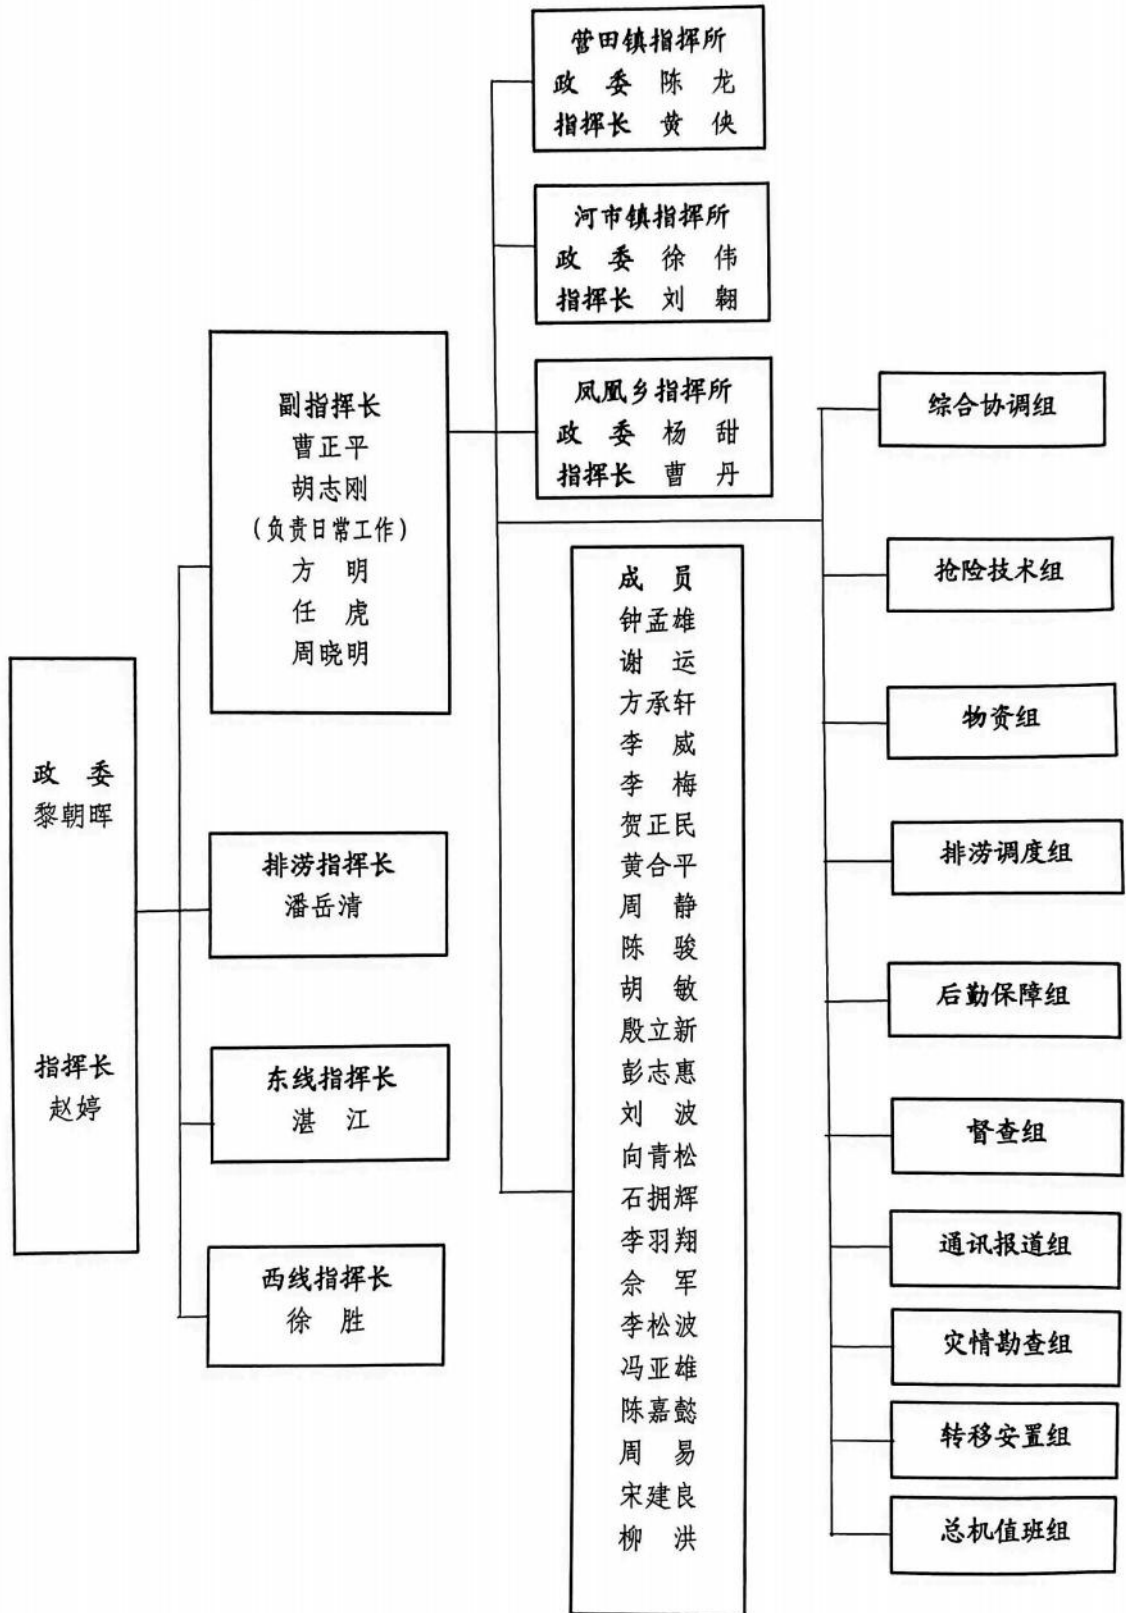 政 委
黎朝晖
指挥长
赵婷
副指挥长
曹正平
胡志刚
(负责日常工作)
方 明
任 虎
周晓明
排涝指挥长
潘岳清
东线指挥长
湛 江
西线指挥长
徐 胜
营田镇指挥所
政 委 陈 龙
指挥长 黄 侠
河市镇指挥所
政 委 徐 伟
指挥长 刘 翱
凤凰乡指挥所
政 委 杨 甜
指挥长 曹 丹
成 员
钟孟雄
谢 运
方承轩
李 威
李 梅
贺正民
黄合平
周 静
陈 骏
胡 敏
殷立新
彭志惠
刘 波
向青松
石拥辉
李羽翔
佘 军
李松波
冯亚雄
陈嘉懿
周 易
宋建良
柳 洪
综合协调组
抢险技术组
物资组
排涝调度组
后勤保障组
督查组
通讯报道组
灾情勘查组
转移安置组
总机值班组